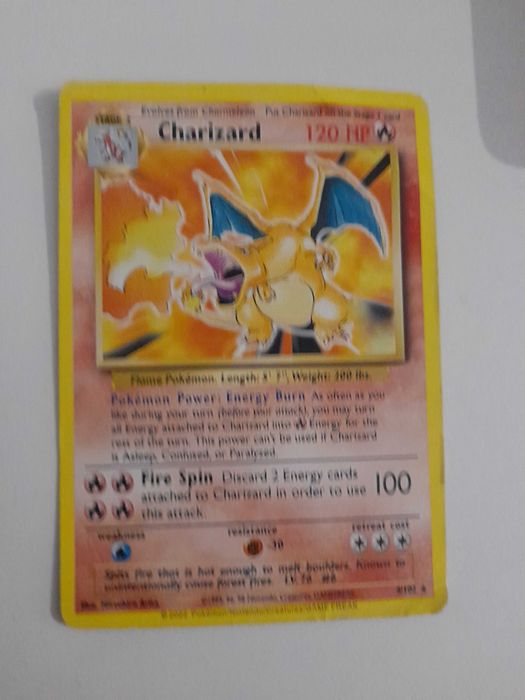 Evolves from Charmeleon Put Charizard on the Stage 1 card
STAGE 2
Charizard 120 HP
Flame Pokémon. Length: 5' 7", Weight: 200 lbs.
Pokémon Power: Energy Burn As often as you
like during your turn (before your attack), you may turn
all Energy attached to Charizard into Energy for the
rest of the turn. This power can't be used if Charizard
is Asleep, Confused, or Paralyzed.
Fire Spin Discard 2 Energy cards
attached to Charizard in order to use 100
this attack.
weakness resistance retreat cost
-30
Spits fire that is hot enough to melt boulders. Known to
unintentionally cause forest fires. LV. 76 #6
Illus. Mitsuhiro Arita